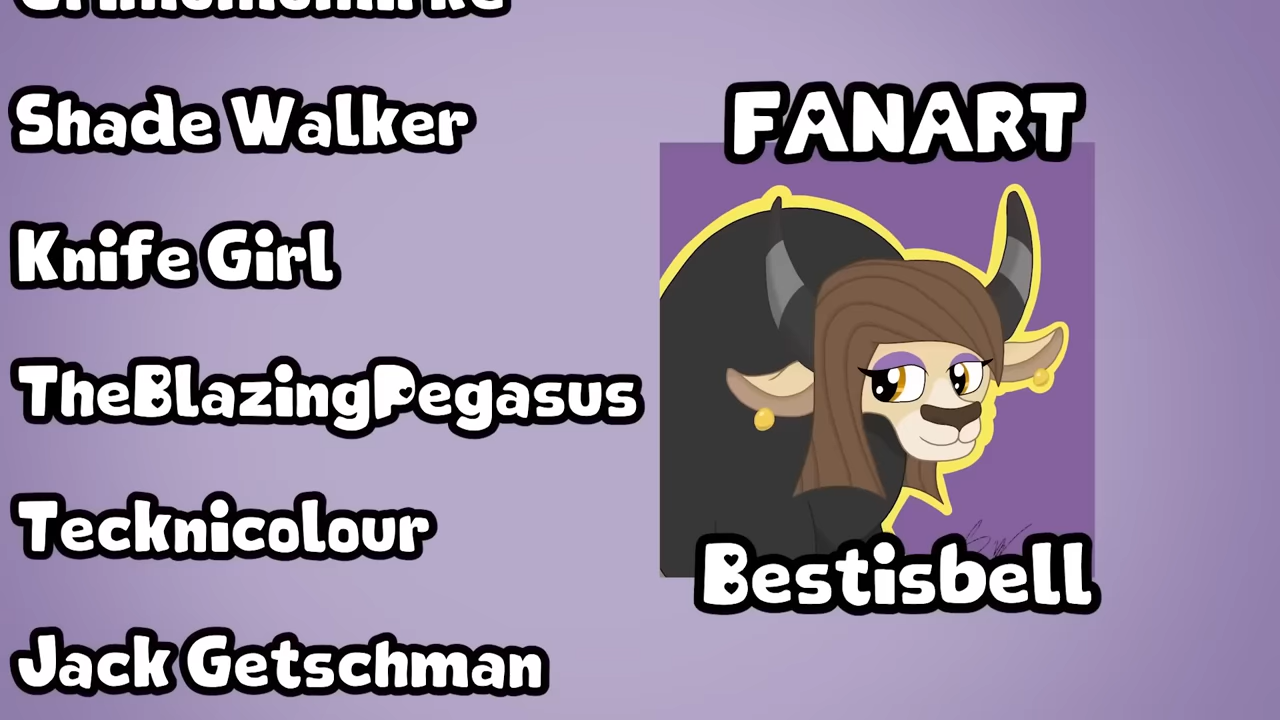 Shade Walker
Knife Girl
TheBlazingPegasus
Tecknicolour
Jack Getschman
FANART
Bestisbell